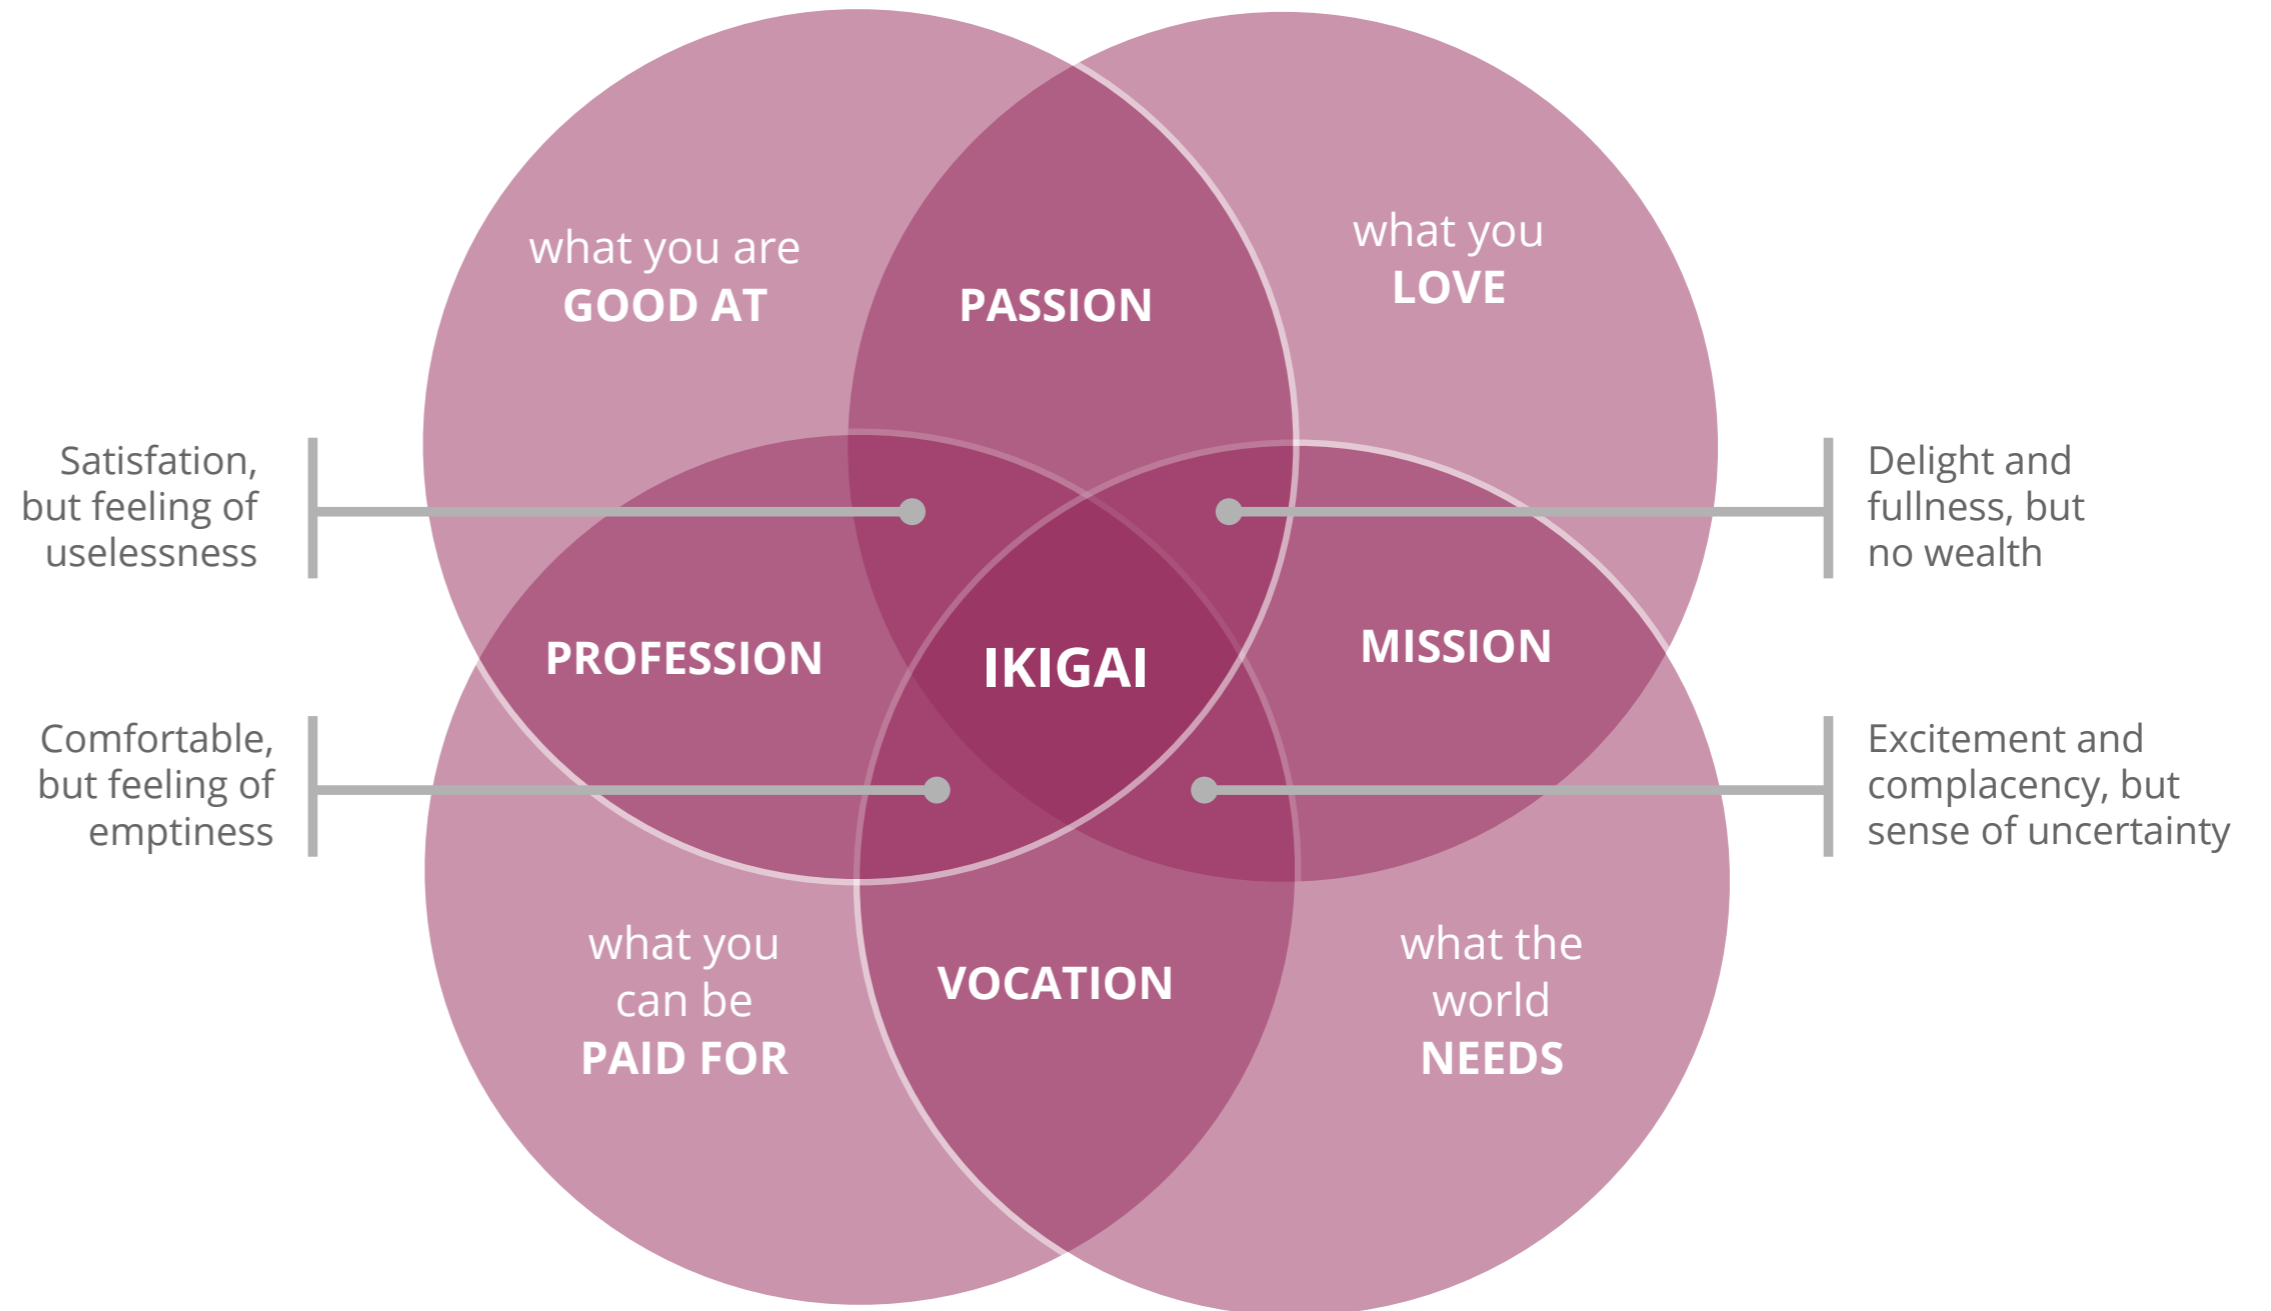 what you are
GOOD AT
PASSION
what you
LOVE
Satisfation,
but feeling of
uselessness
Delight and
fullness, but
no wealth
PROFESSION
IKIGAI
MISSION
Comfortable,
but feeling of
emptiness
Excitement and
complacency, but
sense of uncertainty
what you
can be
PAID FOR
VOCATION
what the
world
NEEDS